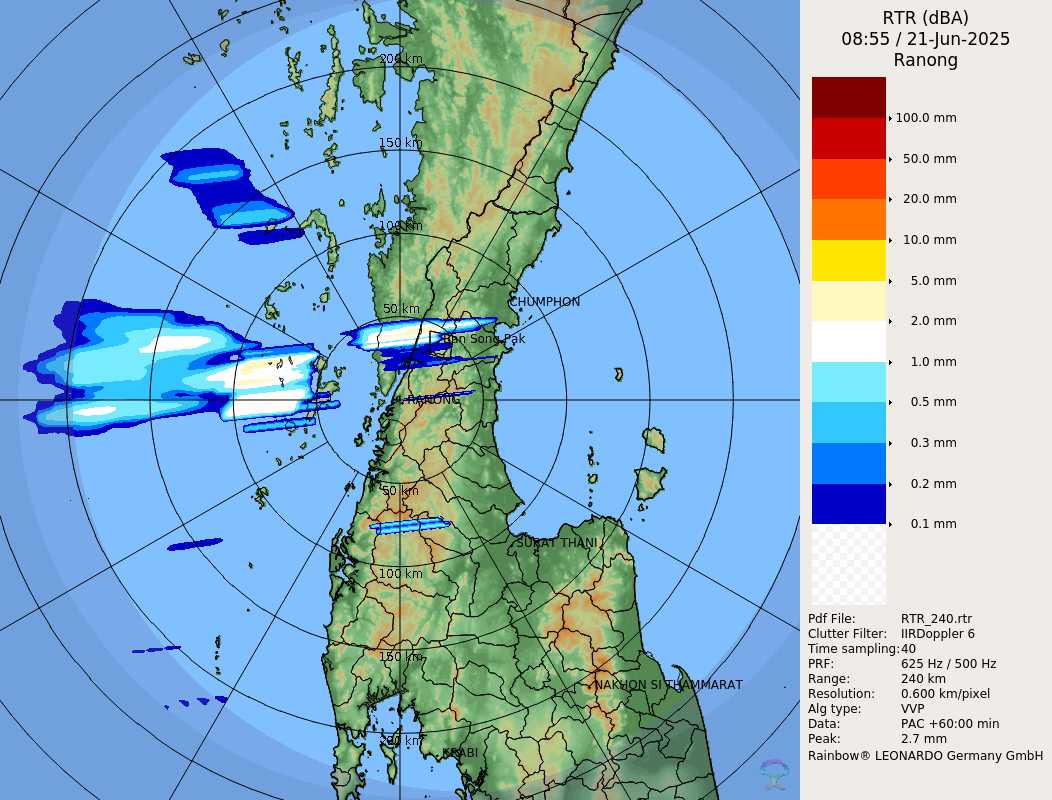 RTR (dBA)
08:55 / 21-Jun-2025
Ranong
100.0 mm
50.0 mm
20.0 mm
10.0 mm
5.0 mm
2.0 mm
1.0 mm
0.5 mm
0.3 mm
0.2 mm
0.1 mm
Pdf File: RTR_240.rtr
Clutter Filter: IIRDoppler 6
Time sampling:40
PRF: 625 Hz / 500 Hz
Range: 240 km
Resolution: 0.600 km/pixel
Alg type: VVP
Data: PAC +60:00 min
Peak: 2.7 mm
Rainbow® LEONARDO Germany GmbH
200 km
150 km
100 km
50 km
CHUMPHON
Ban Song Pak
RANONG
50 km
SURAT THANI
100 km
150 km
NAKHON SI THAMMARAT
200 km
KRABI